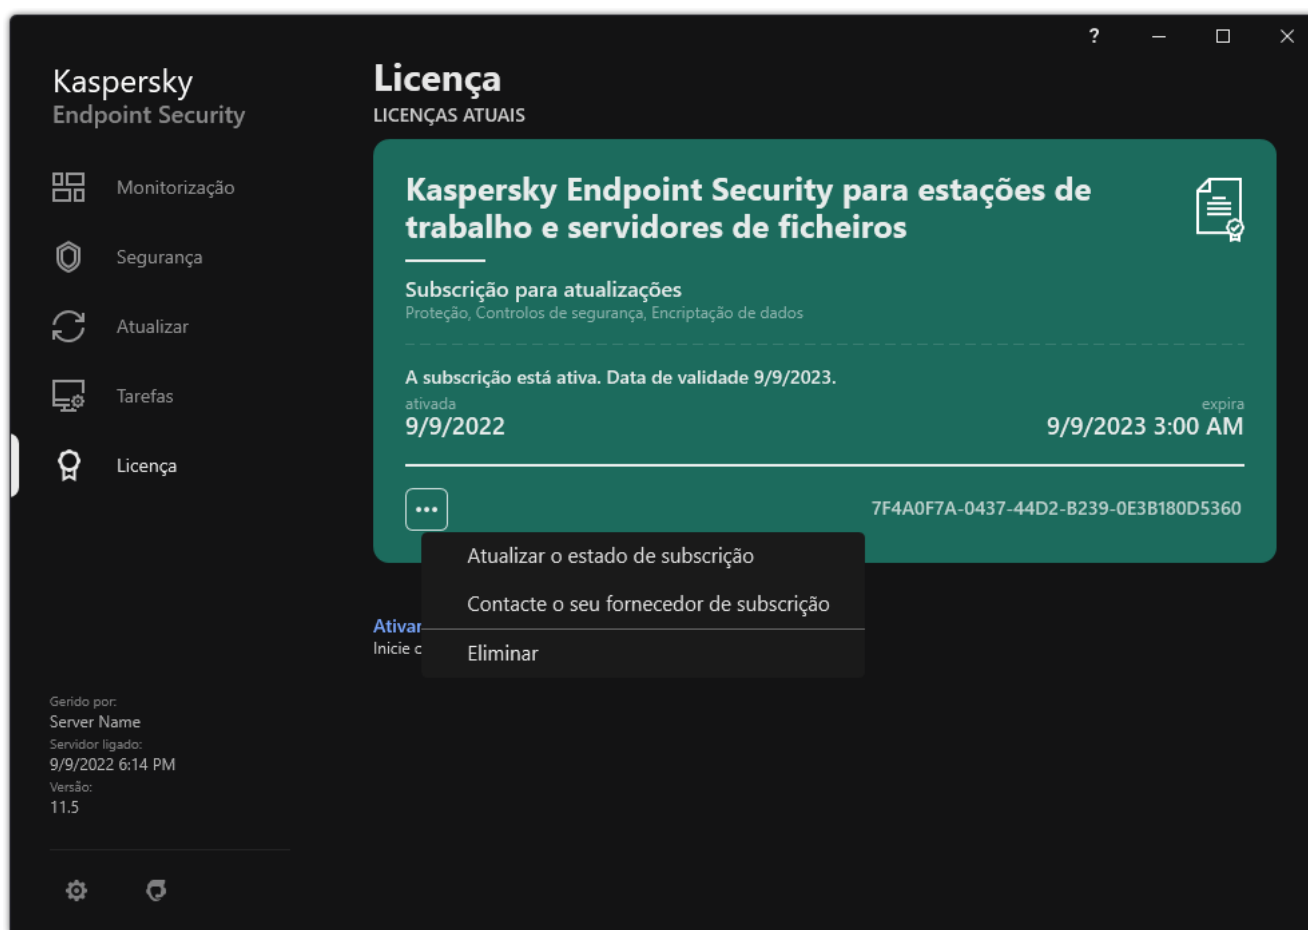 ?
Kaspersky
Endpoint Security
Monitorização
Segurança
Atualizar
Tarefas
Licença
Gerido por:
Server Name
Servidor ligado:
9/9/2022 6:14 PM
Versão:
11.5
Licença
LICENÇAS ATUAIS
Kaspersky Endpoint Security para estações de
trabalho e servidores de ficheiros
Subscrição para atualizações
Proteção, Controlos de segurança, Encriptação de dados
A subscrição está ativa. Data de validade 9/9/2023.
ativada
expira
9/9/2022
9/9/2023 3:00 AM
7F4A0F7A-0437-44D2-B239-0E3B180D5360
Atualizar o estado de subscrição
Contacte o seu fornecedor de subscrição
Eliminar
Ativar
Inicie